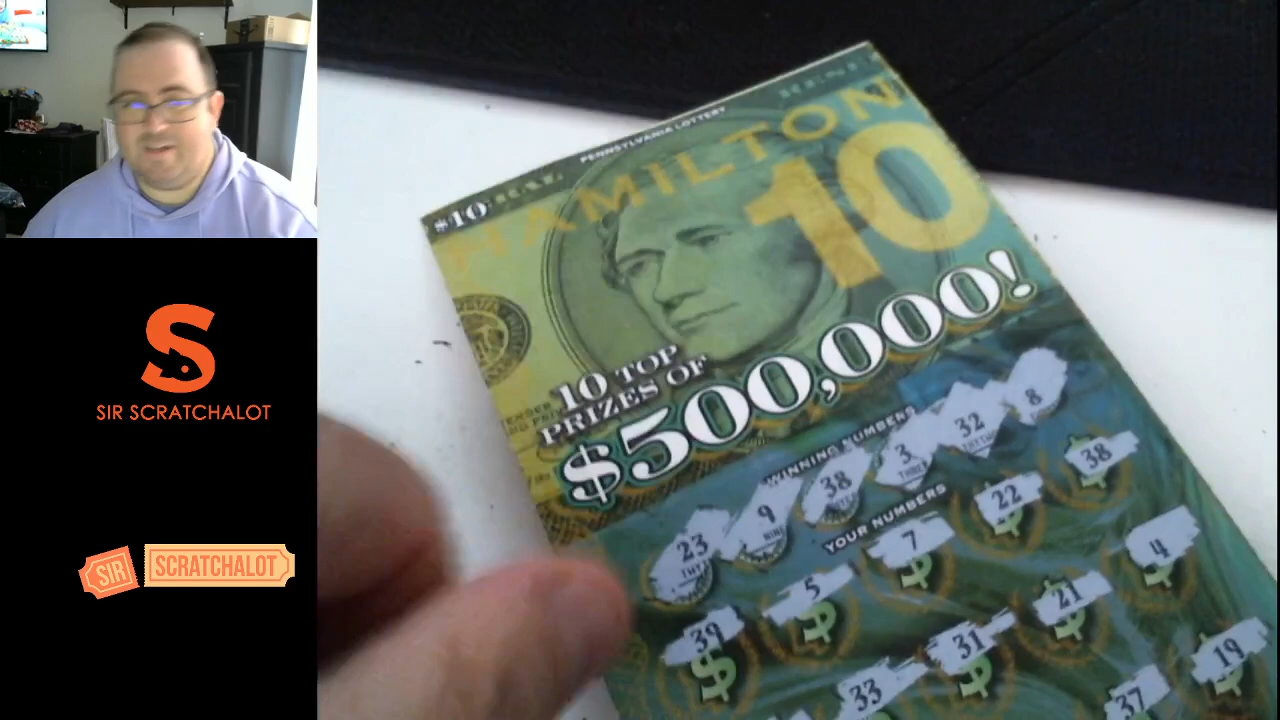 S
SIR SCRATCHALOT
SIR SCRATCHALOT
PENNSYLVANIA LOTTERY
$10
HAMILTON
10
10 TOP
PRIZES OF
$500,000!
WINNING NUMBERS
23 9 38 3 32 8
NINE
YOUR NUMBERS
39 5 7 22 38
33 31 21 4
37 19